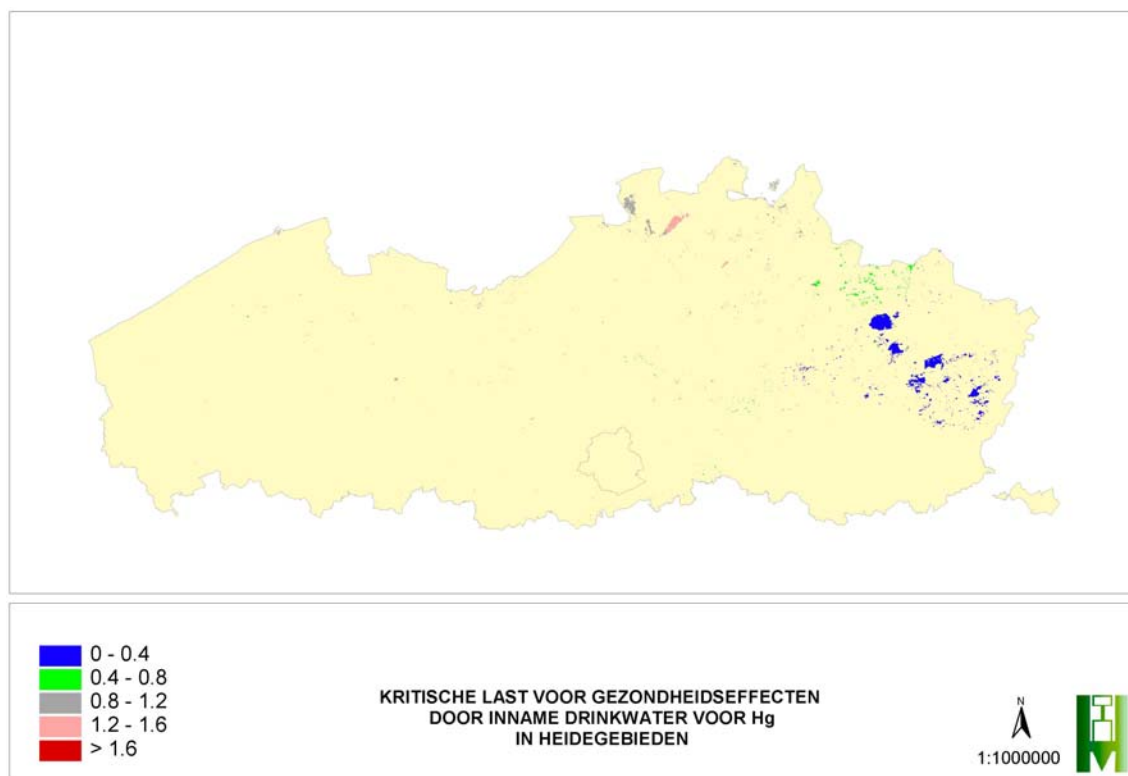 0 - 0.4
0.4 - 0.8
0.8 - 1.2
1.2 - 1.6
> 1.6
KRITISCHE LAST VOOR GEZONDHEIDSEFFECTEN
DOOR INNAME DRINKWATER VOOR Hg
IN HEIDEGEBIEDEN
N
1:1000000